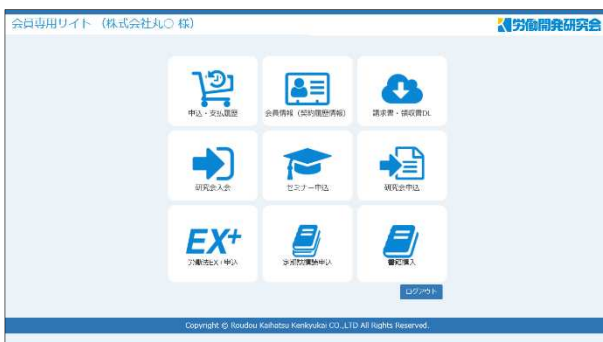 会員専用サイト （株式会社丸〇 様）
労働開発研究会
申込・支払履歴
会員情報（契約履歴情報）
請求書・領収書DL
研究会入会
セミナー申込
研究会申込
EX+
労働法EX+申込
定期誌購読申込
書籍購入
ログアウト
Copyright © Roudou Kaihatsu Kenkyukai CO.,LTD All Rights Reserved.